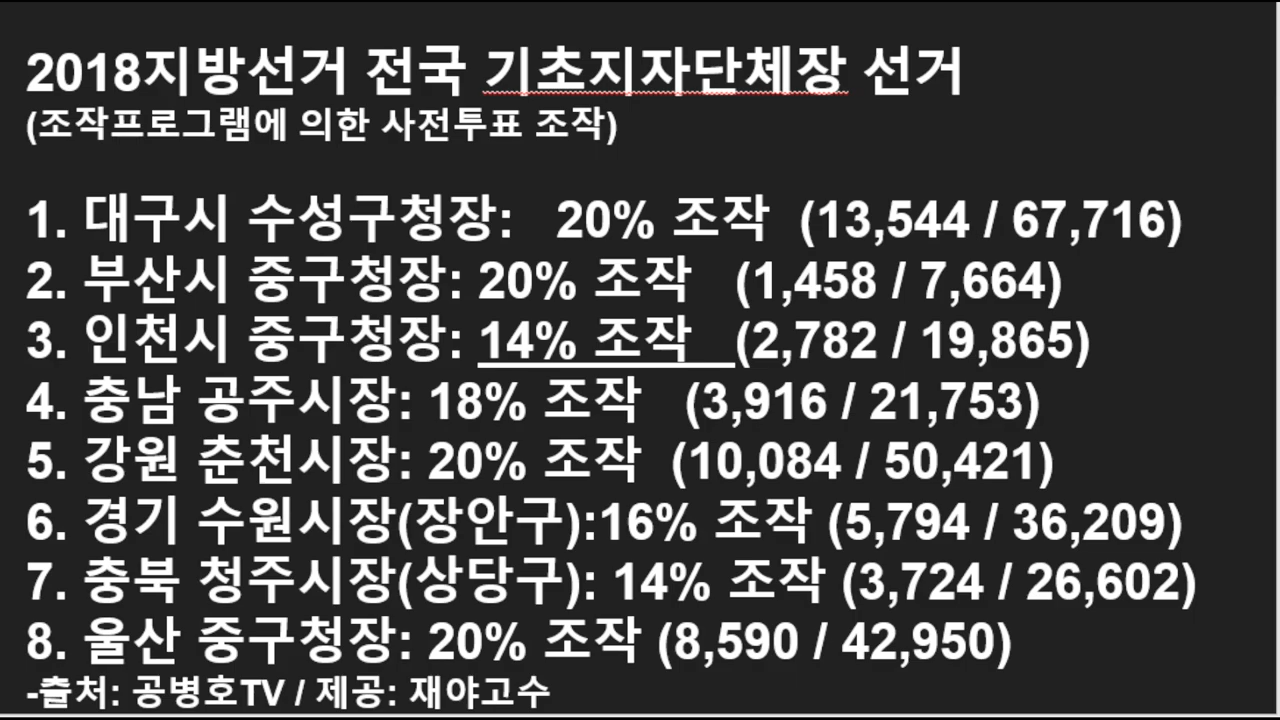 2018지방선거 전국 기초지자단체장 선거
(조작프로그램에 의한 사전투표 조작)
1. 대구시 수성구청장: 20% 조작 (13,544 / 67,716)
2. 부산시 중구청장: 20% 조작 (1,458 / 7,664)
3. 인천시 중구청장: 14% 조작 (2,782 / 19,865)
4. 충남 공주시장: 18% 조작 (3,916 / 21,753)
5. 강원 춘천시장: 20% 조작 (10,084 / 50,421)
6. 경기 수원시장(장안구):16% 조작 (5,794 / 36,209)
7. 충북 청주시장(상당구): 14% 조작 (3,724 / 26,602)
8. 울산 중구청장: 20% 조작 (8,590 / 42,950)
-출처: 공병호TV / 제공: 재야고수